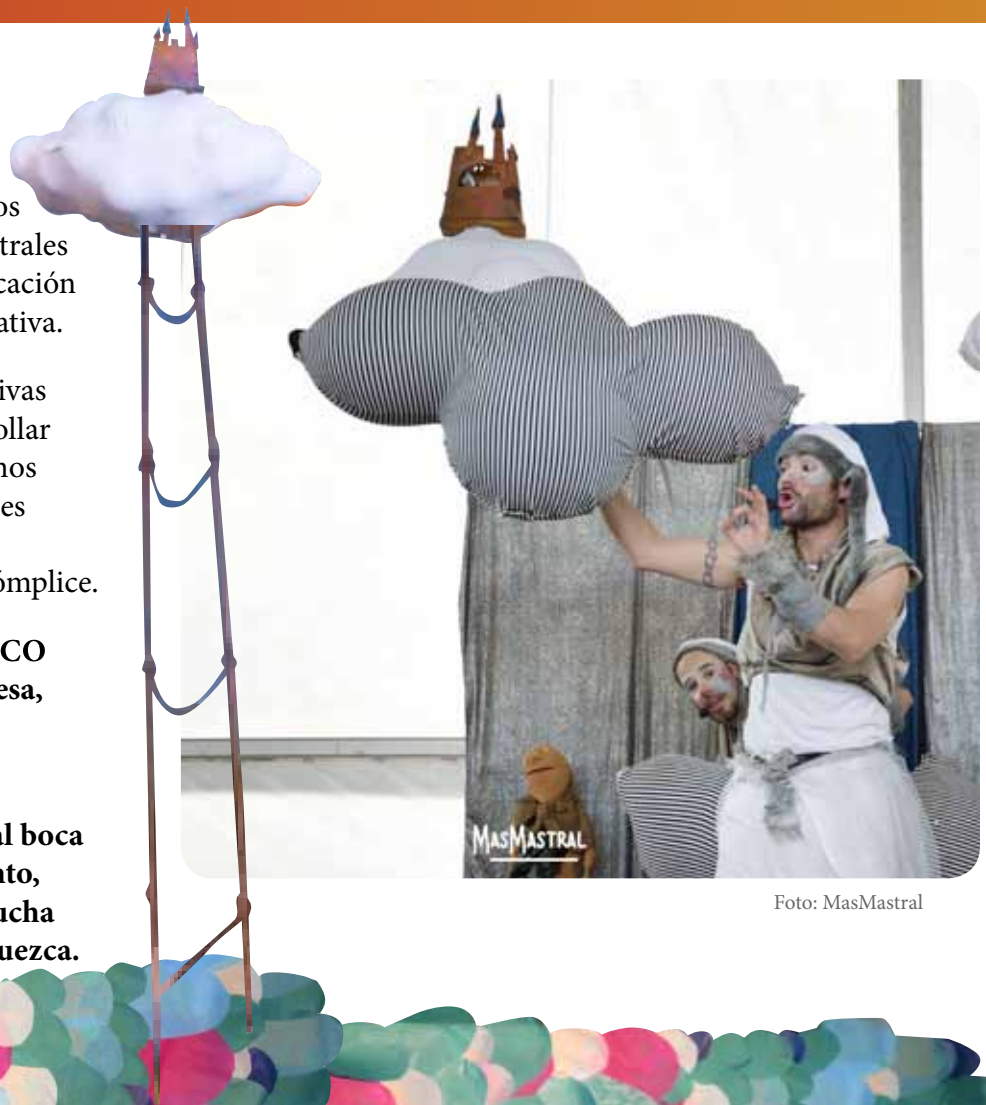 os
trales
cación
ativa.
ivas
ollar
nos
es
ómplice.
CO
esa,
al boca
nto,
ucha
uezca.
MASMASTRAL
Foto: MasMastral